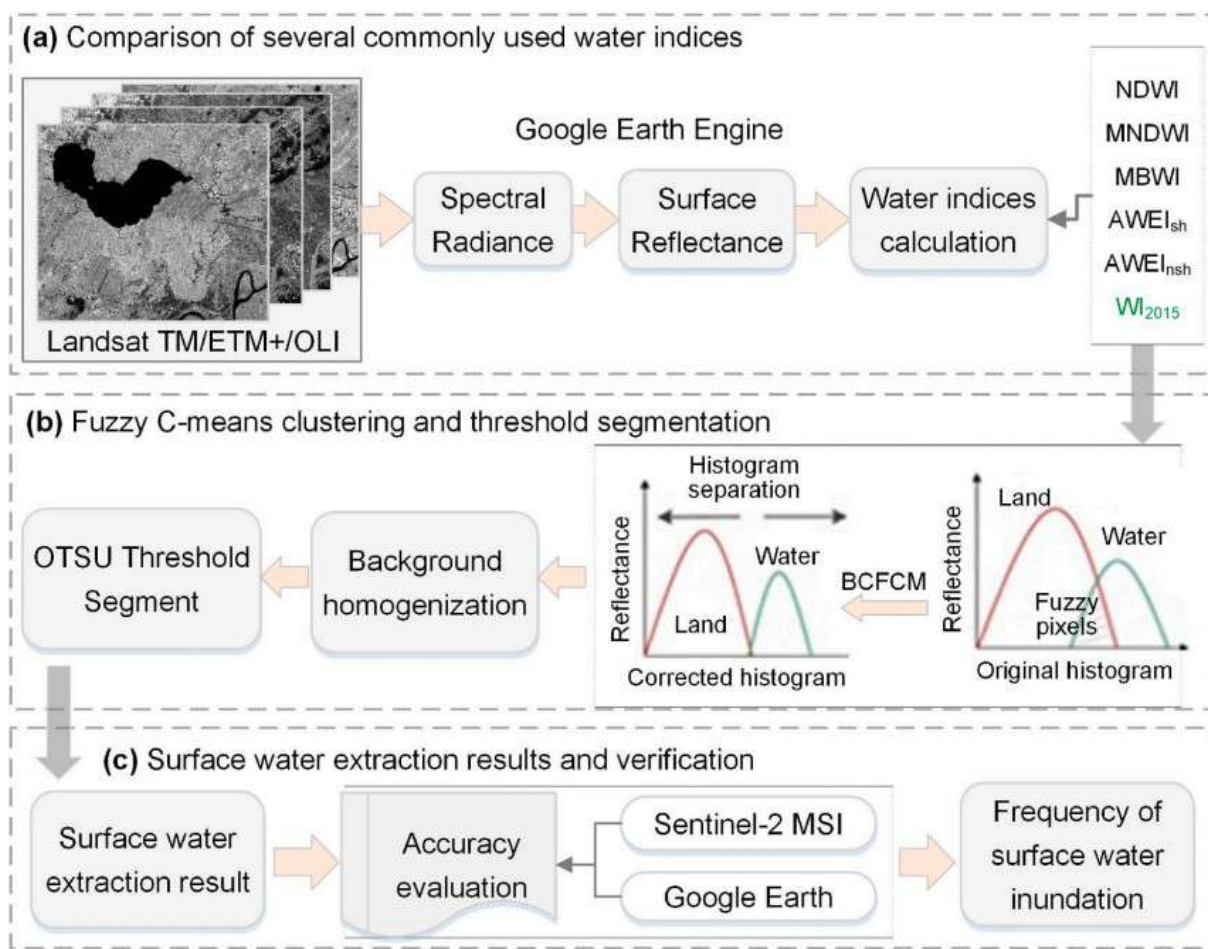 (a) Comparison of several commonly used water indices
Landsat TM/ETM+/OLI
Google Earth Engine
Spectral
Radiance
Surface
Reflectance
Water indices
calculation
NDWI
MNDWI
MBWI
AWEIsh
AWEInsh
WI2015
(b) Fuzzy C-means clustering and threshold segmentation
OTSU Threshold
Segment
Background
homogenization
Histogram
separation
Reflectance
Water
Land
Corrected histogram
BCFCM
Reflectance
Land
Water
Fuzzy
pixels
Original histogram
(c) Surface water extraction results and verification
Surface water
extraction result
Accuracy
evaluation
Sentinel-2 MSI
Google Earth
Frequency of
surface water
inundation